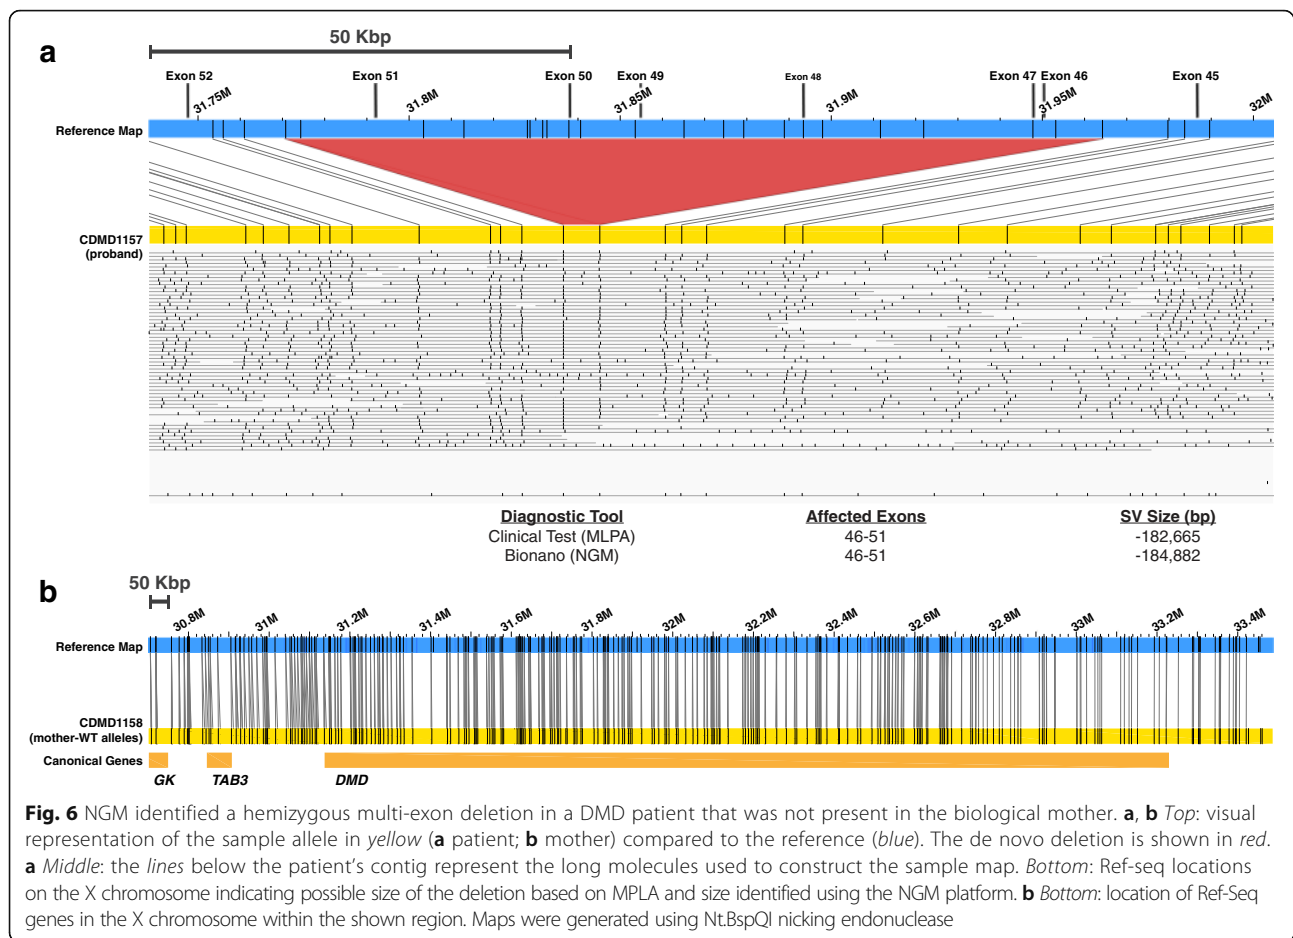 a
50 Kbp
Exon 52 Exon 51 Exon 50 Exon 49 Exon 48 Exon 47 Exon 46 Exon 45
31.75M 31.8M 31.85M 31.9M 31.95M 32M
Reference Map
CDMD1157
(proband)
Diagnostic Tool Affected Exons SV Size (bp)
Clinical Test (MLPA) 46-51 -182,665
Bionano (NGM) 46-51 -184,882
b
50 Kbp
30.8M 31M 31.2M 31.4M 31.6M 31.8M 32M 32.2M 32.4M 32.6M 32.8M 33M 33.2M 33.4M
Reference Map
CDMD1158
(mother-WT alleles)
Canonical Genes
GK TAB3 DMD
Fig. 6 NGM identified a hemizygous multi-exon deletion in a DMD patient that was not present in the biological mother. a, b Top: visual
representation of the sample allele in yellow (a patient; b mother) compared to the reference (blue). The de novo deletion is shown in red.
a Middle: the lines below the patient's contig represent the long molecules used to construct the sample map. Bottom: Ref-seq locations
on the X chromosome indicating possible size of the deletion based on MPLA and size identified using the NGM platform. b Bottom: location of Ref-Seq
genes in the X chromosome within the shown region. Maps were generated using Nt.BspQI nicking endonuclease